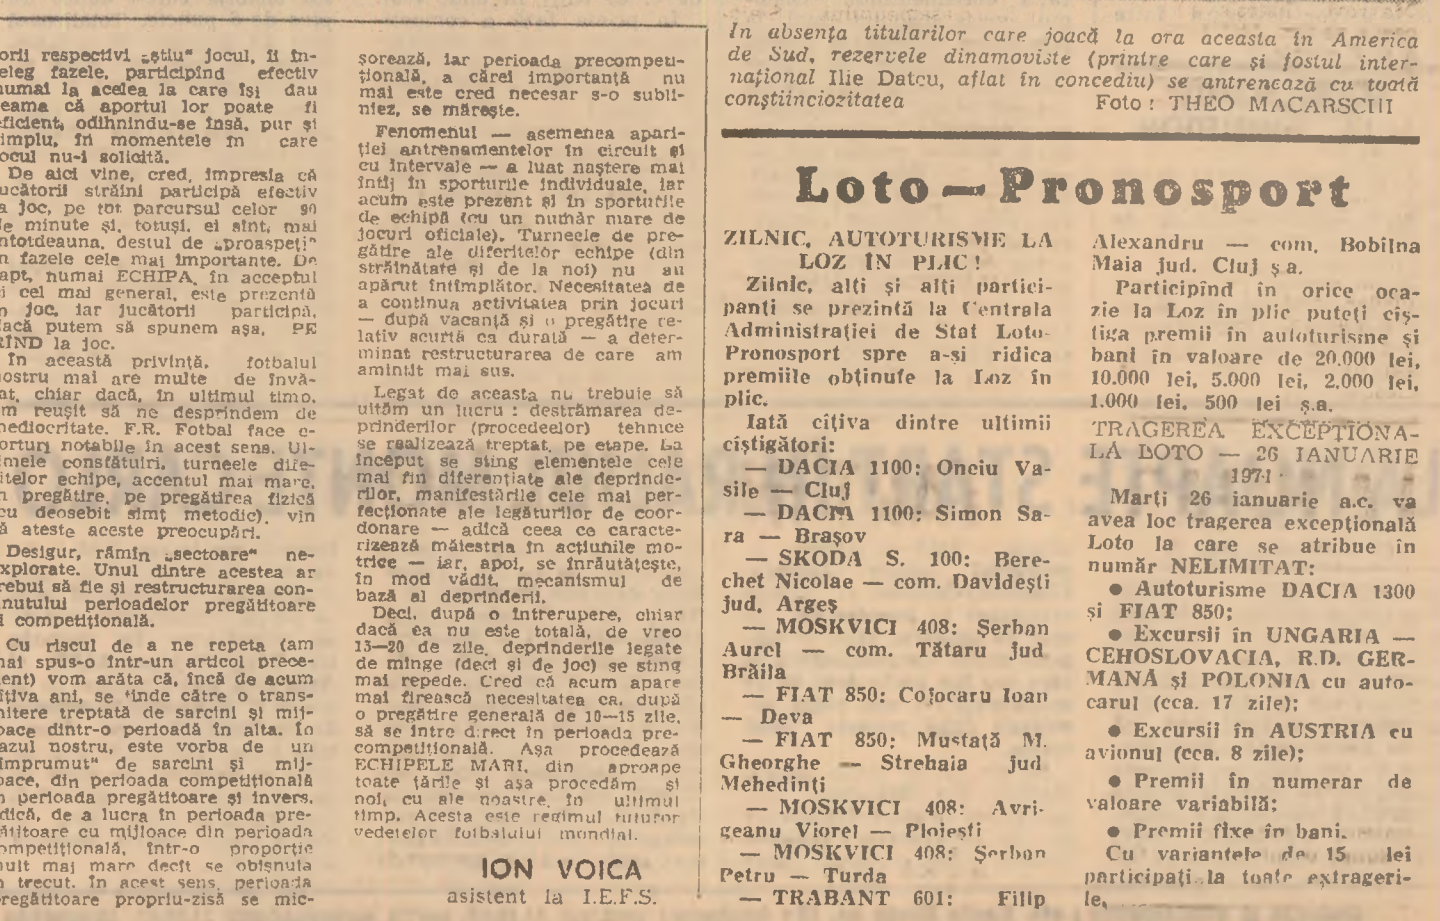 orii respectivi „știu“ jocul, îi în-
eleg fazele, participînd efectiv
numai la acelea la care își dau
eama că aportul lor poate fi
ficient, odihnindu-se însă, pur și
implu, în momentele în care
ocul nu-i solicită.
De aici vine, cred, impresia că
ucătorii străini participă efectiv
a joc, pe tot parcursul celor 90
de minute și, totuși, ei sînt, mai
ntotdeauna, destul de „proaspeți“
n fazele cele mai importante. De
apt, numai ECHIPA, în acceptul
i cel mai general, este prezentă
n joc, iar jucătorii participă,
dacă putem să spunem așa, PE
RÎND la joc.
În această privință, fotbalul
nostru mai are multe de învă-
at, chiar dacă, în ultimul timp,
m reușit să ne desprindem de
mediocritate. F.R. Fotbal face e-
orturi notabile în acest sens. Ul-
imele consfătuiri, turneele dife-
itelor echipe, accentul mai mare,
n pregătire, pe pregătirea fizică
cu deosebit simț metodic), vin
ă ateste aceste preocupări.
Desigur, rămîn „sectoare“ ne-
xplorate. Unul dintre acestea ar
rebui să fie și restructurarea con-
inutului perioadelor pregătitoare
i competițională.
Cu riscul de a ne repeta (am
mai spus-o într-un articol prece-
ent) vom arăta că, încă de acum
îțiva ani, se tinde către o trans-
mitere treptată de sarcini și mij-
oace dintr-o perioadă în alta. În
azul nostru, este vorba de un
împrumut“ de sarcini și mij-
oace, din perioada competițională
n perioada pregătitoare și invers,
dică, de a lucra în perioada pre-
ătitoare cu mijloace din perioada
ompetițională, într-o proporție
mult mai mare decît se obișnuia
n trecut. În acest sens, perioada
regătitoare propriu-zisă se mic-
șorează, iar perioada precompeti-
țională, a cărei importanță nu
mai este cred necesar s-o subli-
niez, se mărește.
Fenomenul — asemenea apari-
ției antrenamentelor în circuit și
cu intervale — a luat naștere mai
întîi în sporturile individuale, iar
acum este prezent și în sporturile
de echipă (cu un număr mare de
jocuri oficiale). Turneele de pre-
gătire ale diferitelor echipe (din
străinătate și de la noi) nu au
apărut întîmplător. Necesitatea de
a continua activitatea prin jocuri
— după vacanță și o pregătire re-
lativ scurtă ca durată — a deter-
minat restructurarea de care am
amintit mai sus.
Legat de aceasta nu trebuie să
uităm un lucru : destrămarea de-
prinderilor (procedeelor) tehnice
se realizează treptat, pe etape. La
început se sting elementele cele
mai fin diferențiate ale deprinde-
rilor, manifestările cele mai per-
fecționate ale legăturilor de coor-
donare — adică ceea ce caracte-
rizează măiestria în acțiunile mo-
trice — iar, apoi, se înrăutățește,
în mod vădit, mecanismul de
bază al deprinderii.
Deci, după o întrerupere, chiar
dacă ea nu este totală, de vreo
15—20 de zile, deprinderile legate
de minge (deci și de joc) se sting
mai repede. Cred că acum apare
mai firească necesitatea ca, după
o pregătire generală de 10—15 zile,
să se intre direct în perioada pre-
competițională. Așa procedează
ECHIPELE MARI, din aproape
toate țările și așa procedăm și
noi, cu ale noastre, în ultimul
timp. Acesta este regimul tuturor
vedetelor fotbalului mondial.
ION VOICA
asistent la I.E.F.S.
In absența titularilor care joacă la ora aceasta în America
de Sud, rezervele dinamoviste (printre care și fostul inter-
național Ilie Datcu, aflat în concediu) se antrenează cu toată
conștiinciozitatea Foto : THEO MACARSCHI
Loto — Pronosport
ZILNIC, AUTOTURISME LA
LOZ ÎN PLIC !
Zilnic, alți și alți partici-
panți se prezintă la Centrala
Administrației de Stat Loto-
Pronosport spre a-și ridica
premiile obținute la Loz în
plic.
Iată cîțiva dintre ultimii
cîștigători:
— DACIA 1100: Onciu Va-
sile — Cluj
— DACIA 1100: Simon Sa-
ra — Brașov
— SKODA S. 100: Bere-
chet Nicolae — com. Davidești
jud. Argeș
— MOSKVICI 408: Șerban
Aurel — com. Tătaru jud
Brăila
— FIAT 850: Cojocaru Ioan
— Deva
— FIAT 850: Mustață M.
Gheorghe — Strehaia jud
Mehedinți
— MOSKVICI 408: Avri-
geanu Viorel — Ploiești
— MOSKVICI 408: Șerban
Petru — Turda
— TRABANT 601: Filip
Alexandru — com. Bobîlna
Maia jud. Cluj ș.a.
Participînd în orice oca-
zie la Loz în plic puteți cîș-
tiga premii în autoturisme și
bani în valoare de 20.000 lei,
10.000 lei, 5.000 lei, 2.000 lei,
1.000 lei, 500 lei ș.a.
TRAGEREA EXCEPȚIONA-
LĂ LOTO — 26 IANUARIE
1971
Marți 26 ianuarie a.c. va
avea loc tragerea excepțională
Loto la care se atribue în
număr NELIMITAT:
● Autoturisme DACIA 1300
și FIAT 850;
● Excursii în UNGARIA —
CEHOSLOVACIA, R.D. GER-
MANĂ și POLONIA cu auto-
carul (cca. 17 zile);
● Excursii în AUSTRIA cu
avionul (cca. 8 zile);
● Premii în numerar de
valoare variabilă;
● Premii fixe în bani.
Cu variantele de 15 lei
participați la toate extrageri-
le.